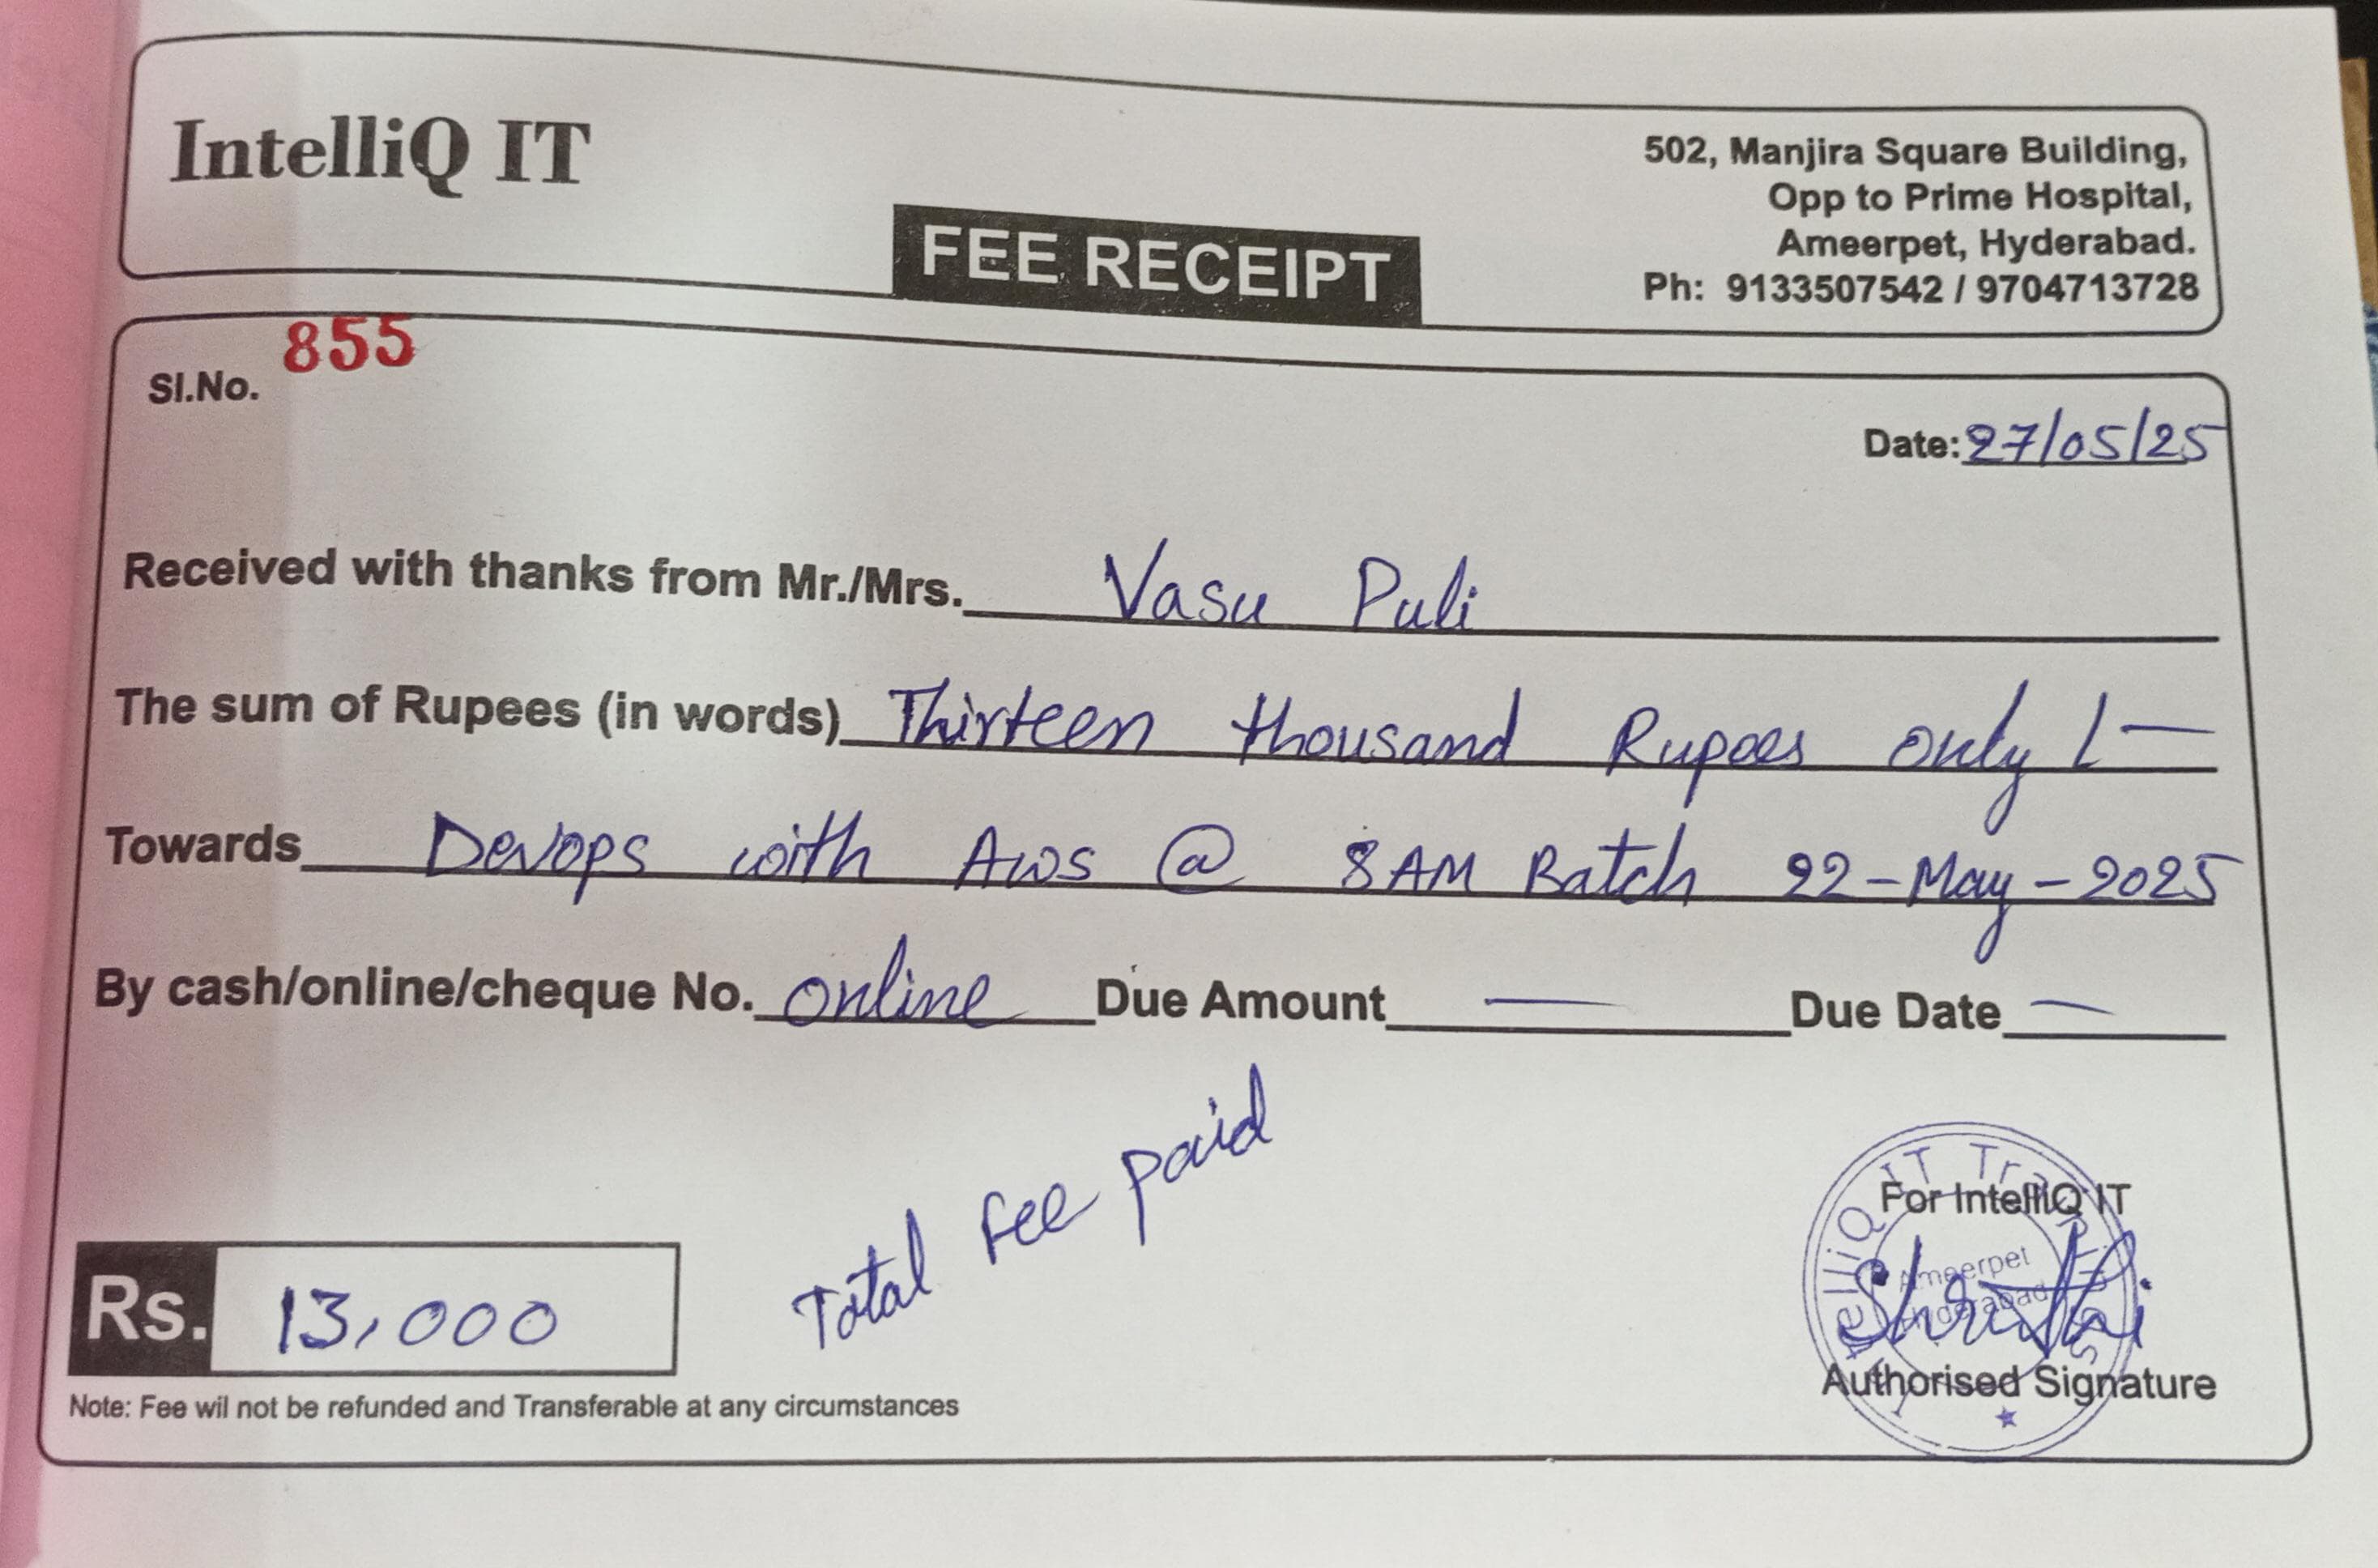 IntelliQ IT
502, Manjira Square Building,
Opp to Prime Hospital,
Ameerpet, Hyderabad.
Ph: 9133507542 / 9704713728
FEE RECEIPT
Sl.No. 855
Date: 27/05/25
Received with thanks from Mr./Mrs. Vasu Puli
The sum of Rupees (in words) Thirteen thousand Rupees only /-
Towards Devops with Aws @ 8AM Batch 22-May-2025
By cash/online/cheque No. online Due Amount — Due Date —
Total Fee paid
Rs. 13,000
For IntelliQ IT
IntelliQ IT
Ameerpet
Hyderabad
Authorised Signature
Note: Fee wil not be refunded and Transferable at any circumstances